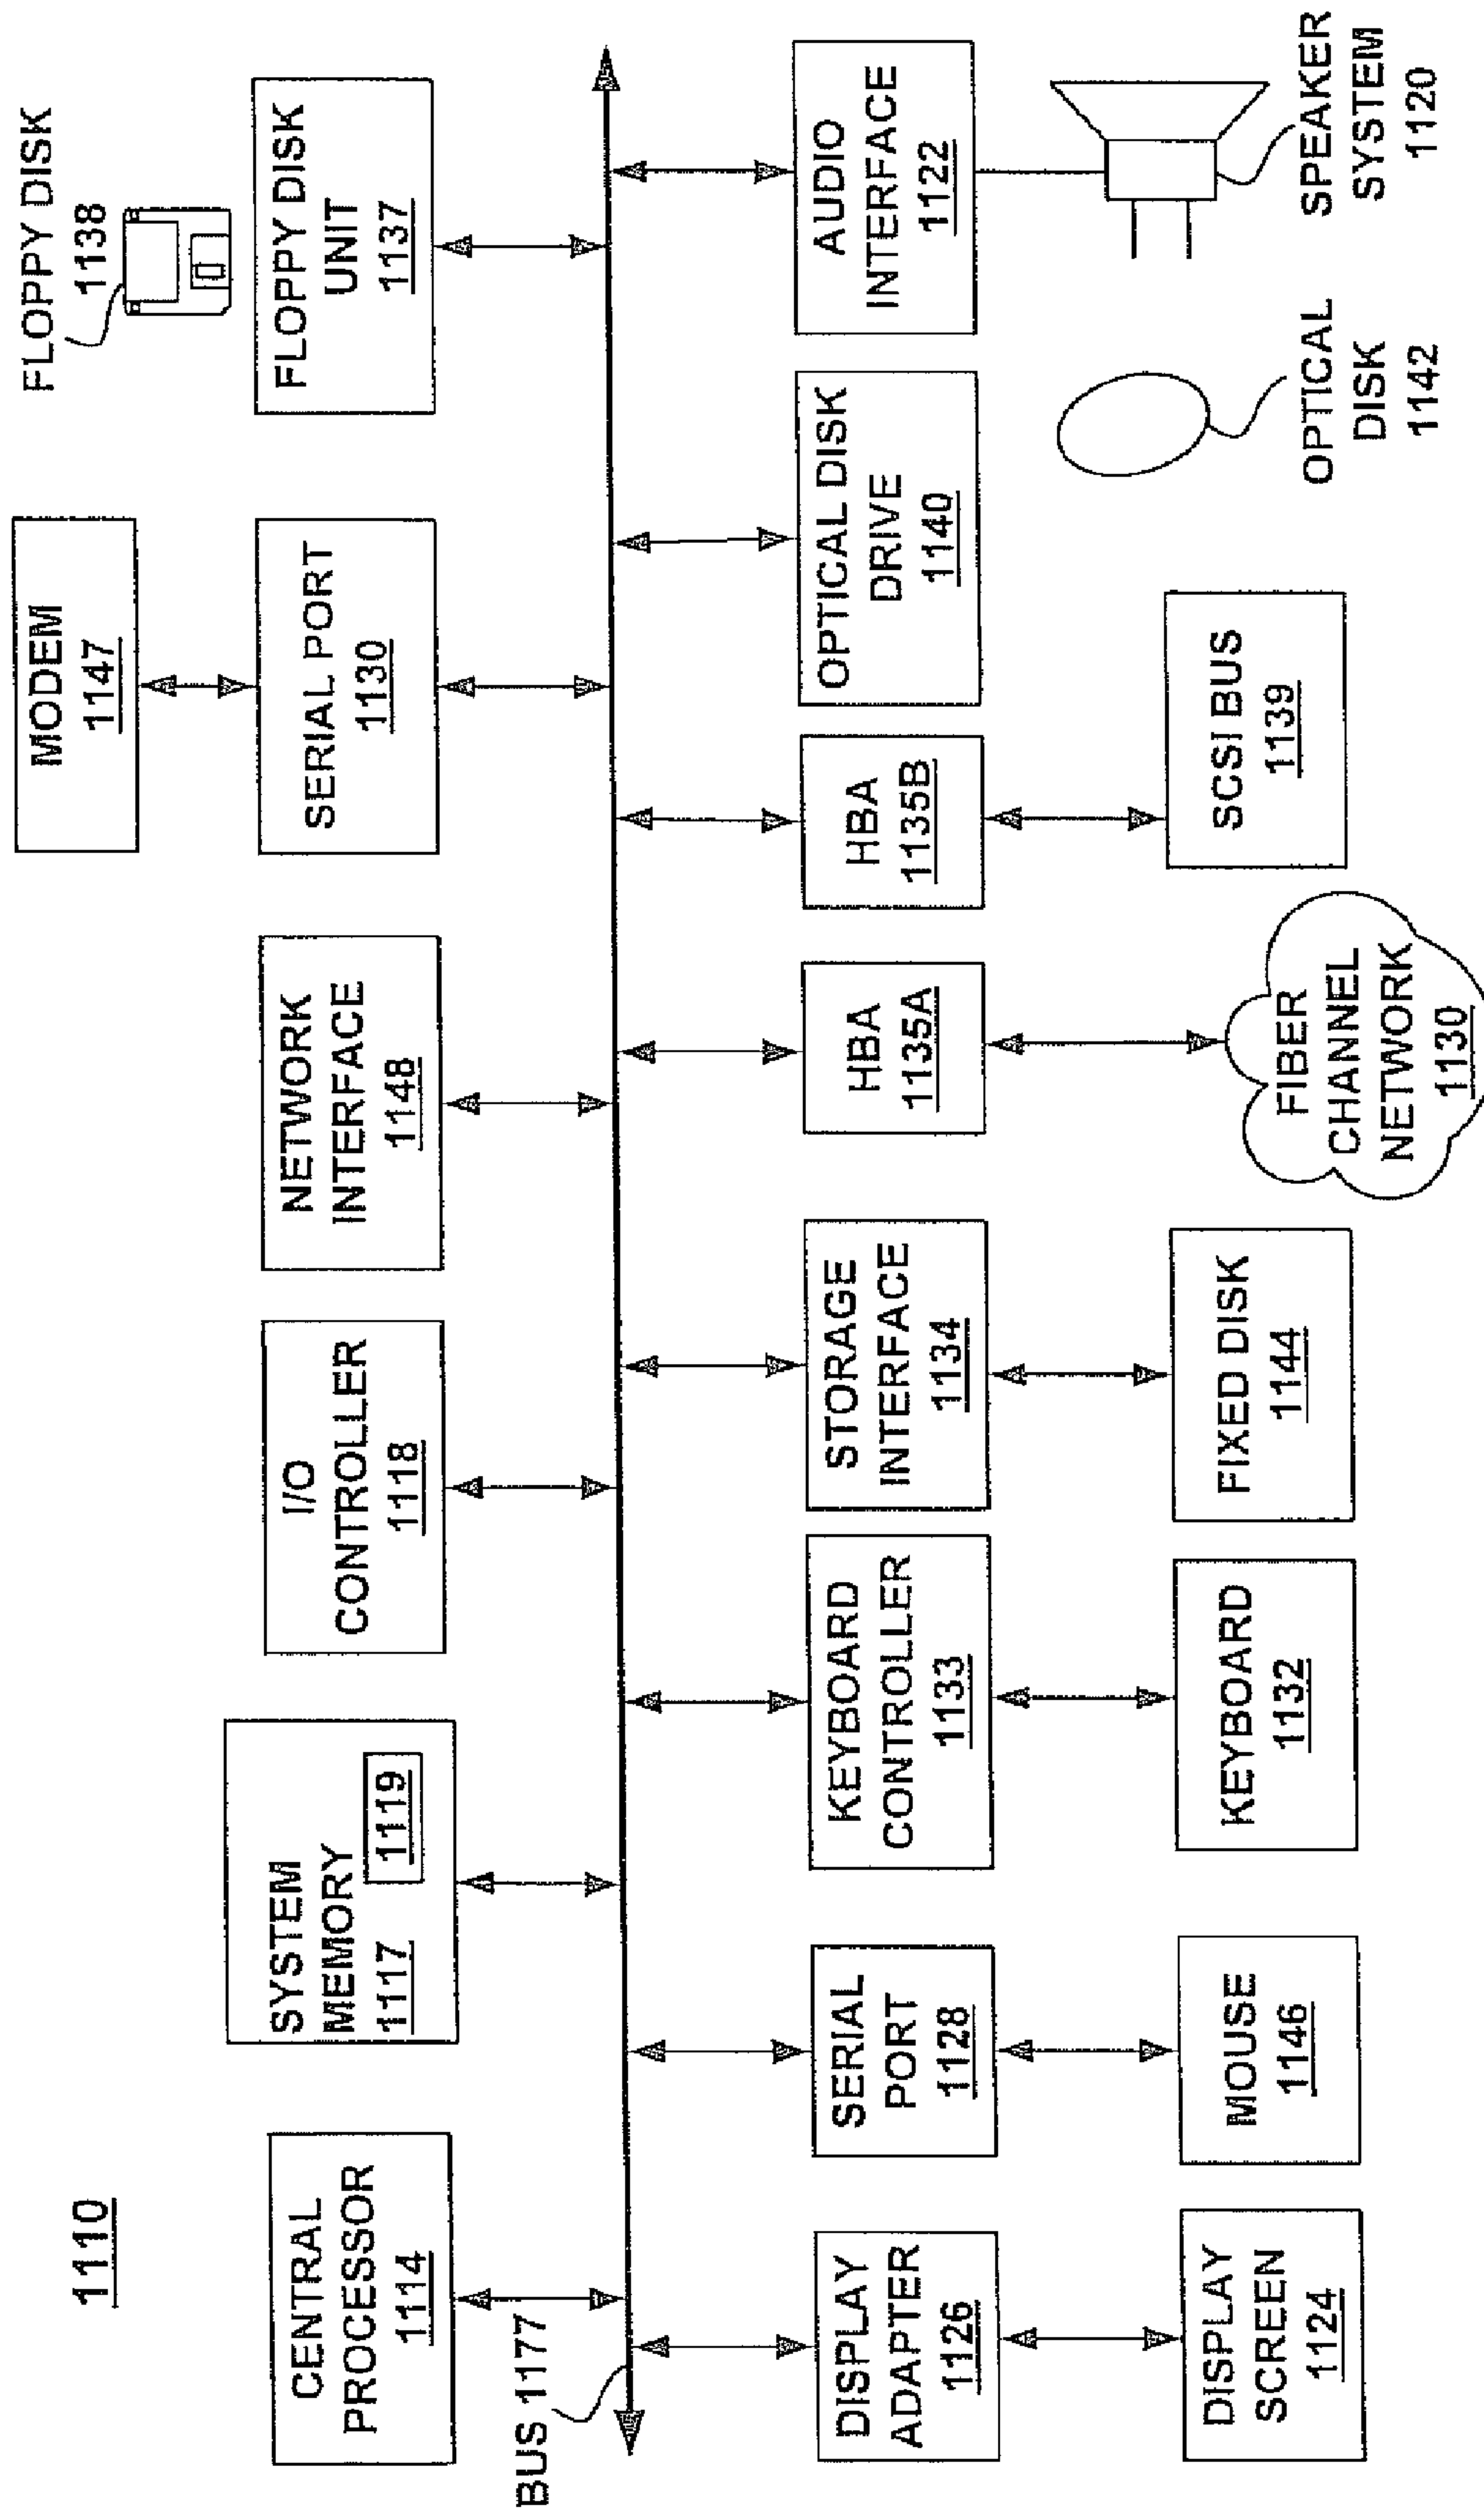 1110
CENTRAL
PROCESSOR
1114
SYSTEM
MEMORY
1117
1119
I/O
CONTROLLER
1118
NETWORK
INTERFACE
1148
MODEM
1147
SERIAL PORT
1130
FLOPPY DISK
1138
FLOPPY DISK
UNIT
1137
BUS 1177
DISPLAY
ADAPTER
1126
SERIAL
PORT
1128
KEYBOARD
CONTROLLER
1133
STORAGE
INTERFACE
1134
HBA
1135A
HBA
1135B
OPTICAL DISK
DRIVE
1140
AUDIO
INTERFACE
1122
DISPLAY
SCREEN
1124
MOUSE
1146
KEYBOARD
1132
FIXED DISK
1144
FIBER
CHANNEL
NETWORK
1130
SCSI BUS
1139
OPTICAL
DISK
1142
SPEAKER
SYSTEM
1120